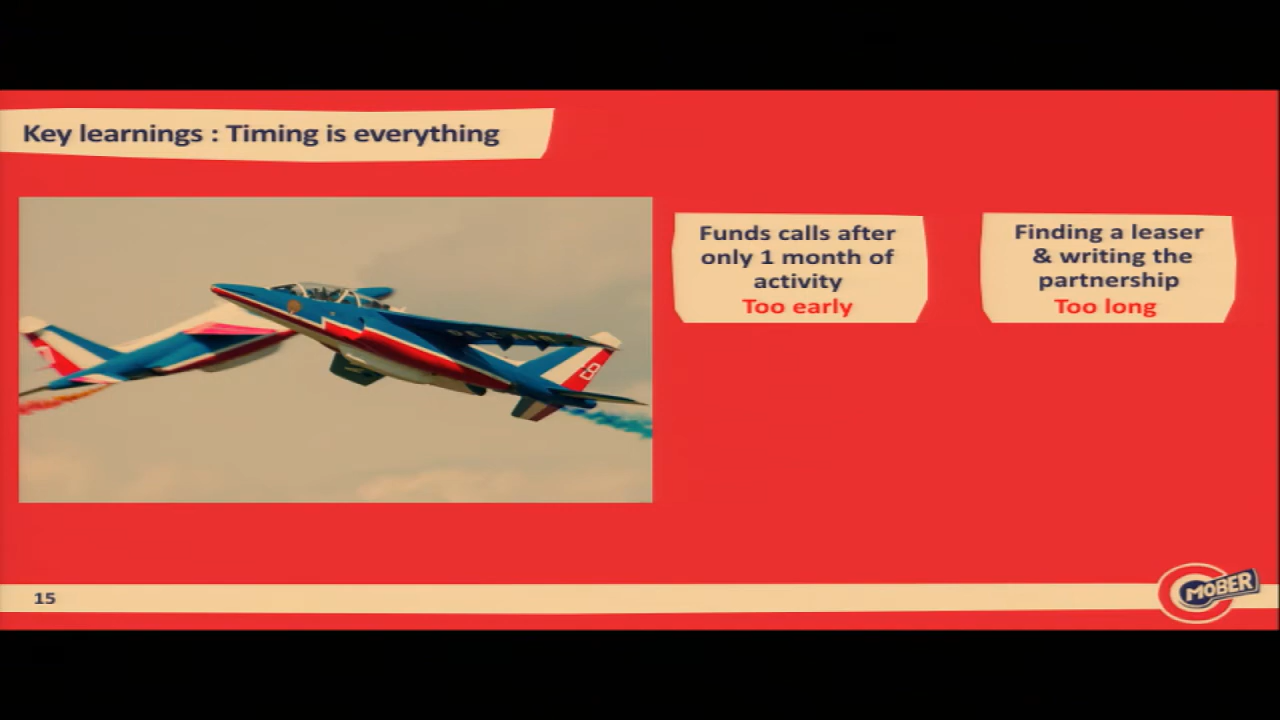 Key learnings : Timing is everything
Funds calls after
only 1 month of
activity
Too early
Finding a leaser
& writing the
partnership
Too long
15
MOBER